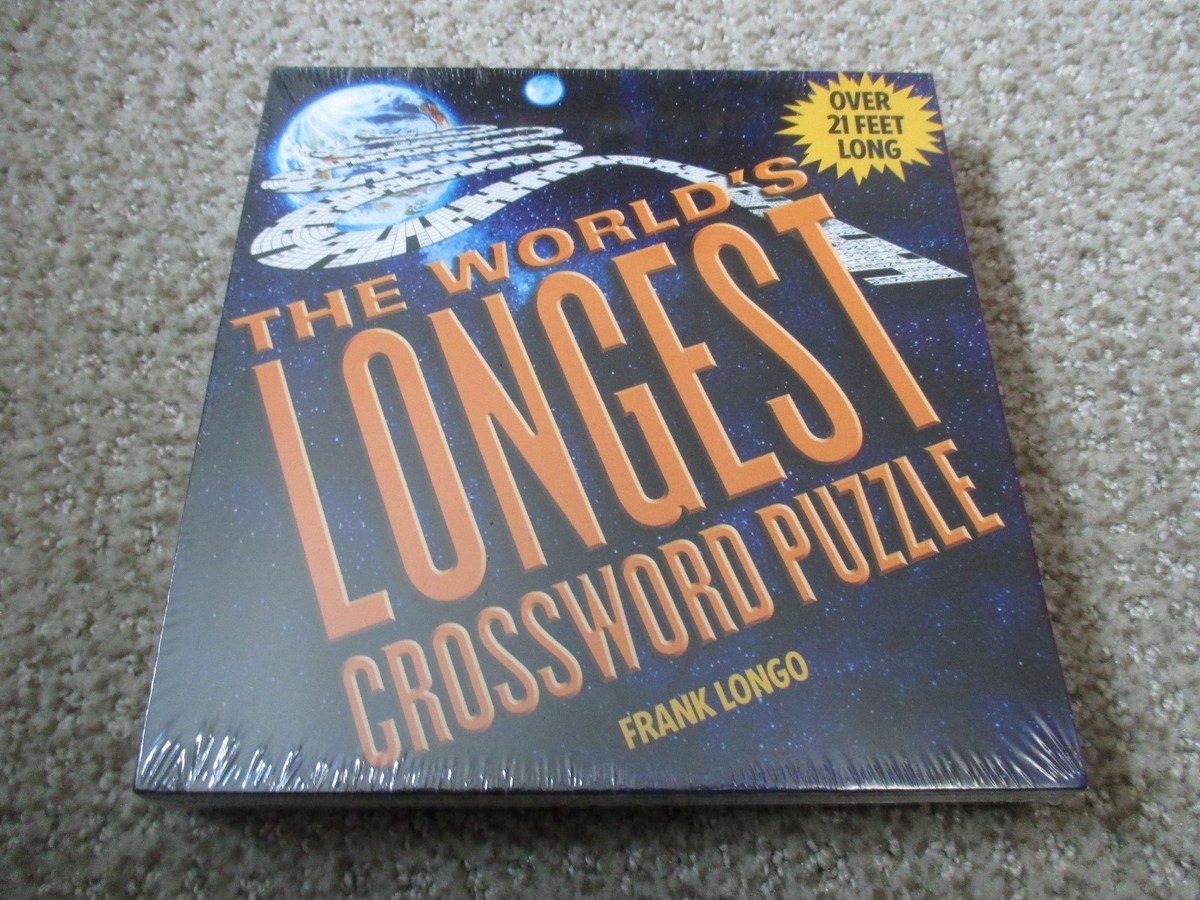 OVER
21 FEET
LONG
THE WORLD'S
LONGEST
CROSSWORD PUZZLE
FRANK LONGO